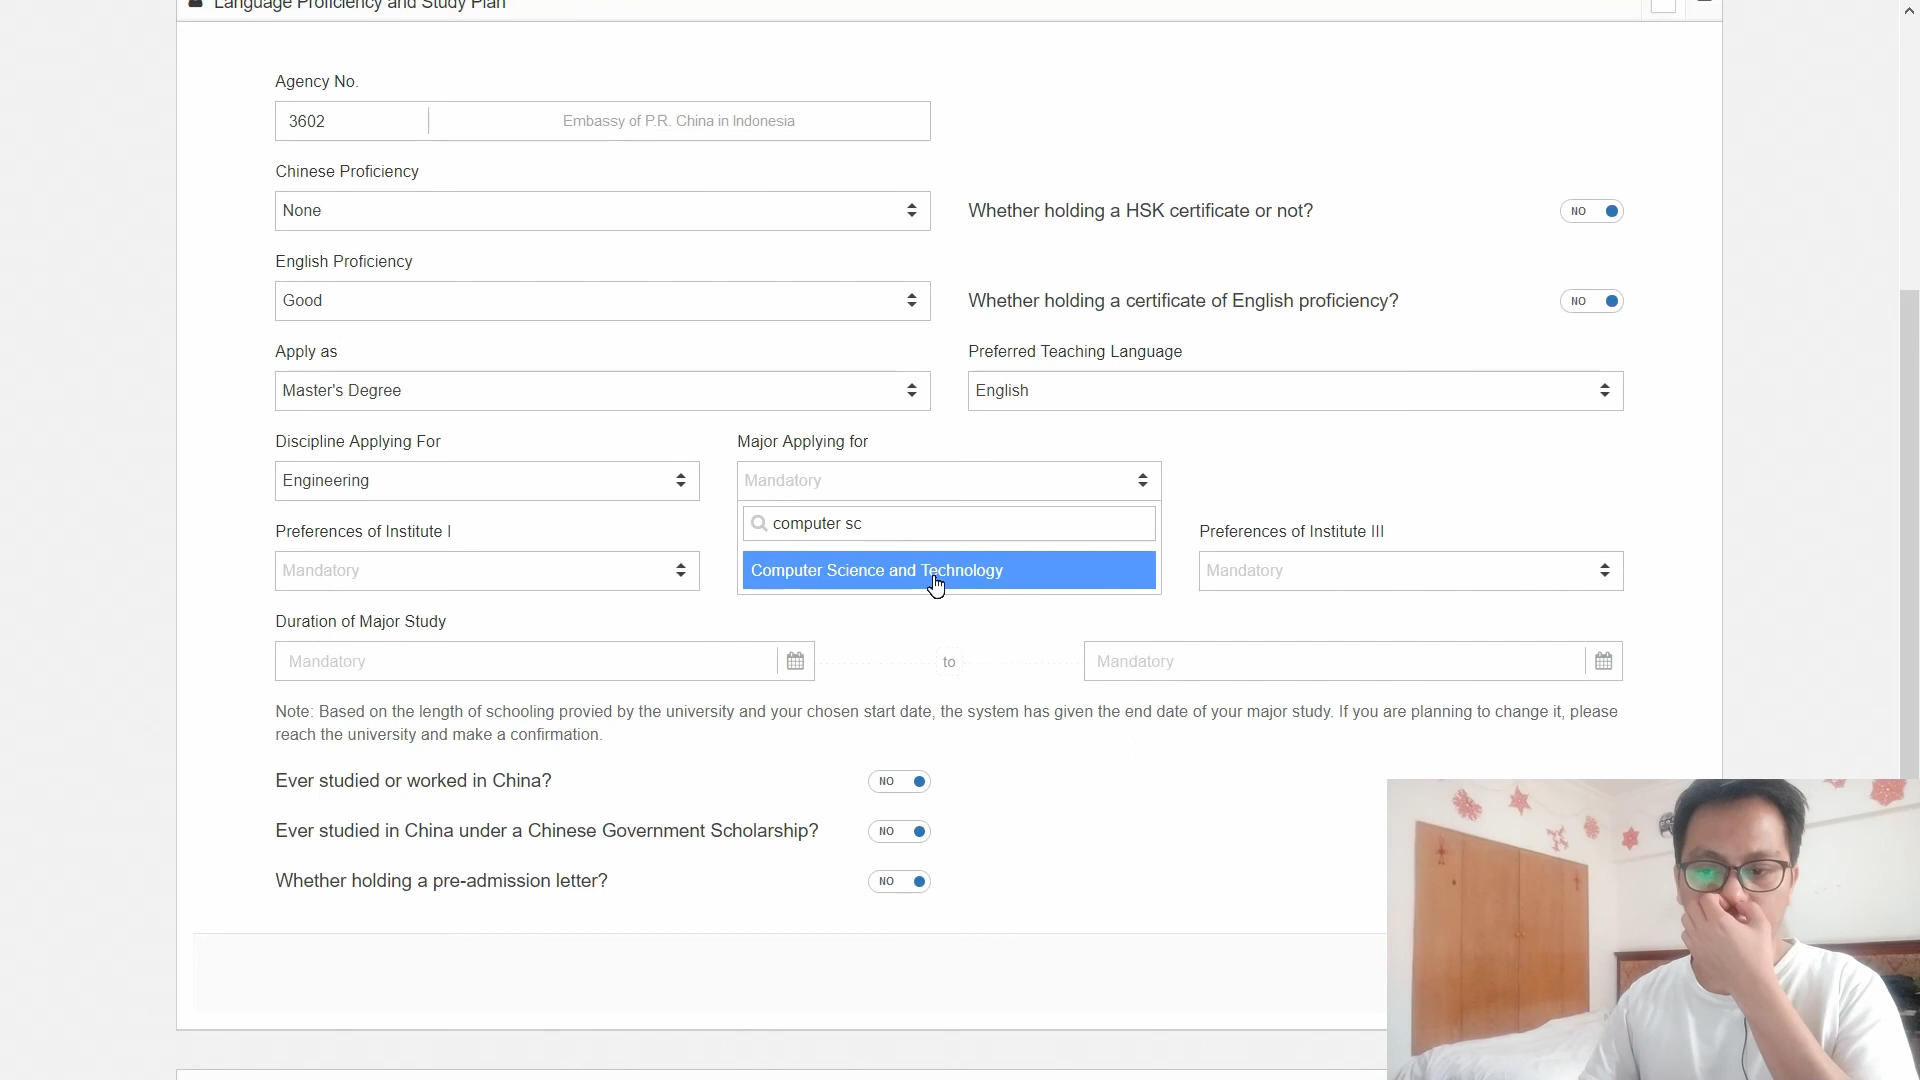 Language Proficiency and Study Plan
Agency No.
3602
Embassy of P.R. China in Indonesia
Chinese Proficiency
None
Whether holding a HSK certificate or not?
NO
English Proficiency
Good
Whether holding a certificate of English proficiency?
NO
Apply as
Preferred Teaching Language
Master's Degree
English
Discipline Applying For
Major Applying for
Engineering
Mandatory
computer sc
Preferences of Institute I
Preferences of Institute III
Mandatory
Computer Science and Technology
Mandatory
Duration of Major Study
Mandatory
to
Mandatory
Note: Based on the length of schooling provied by the university and your chosen start date, the system has given the end date of your major study. If you are planning to change it, please
reach the university and make a confirmation.
Ever studied or worked in China?
NO
Ever studied in China under a Chinese Government Scholarship?
NO
Whether holding a pre-admission letter?
NO